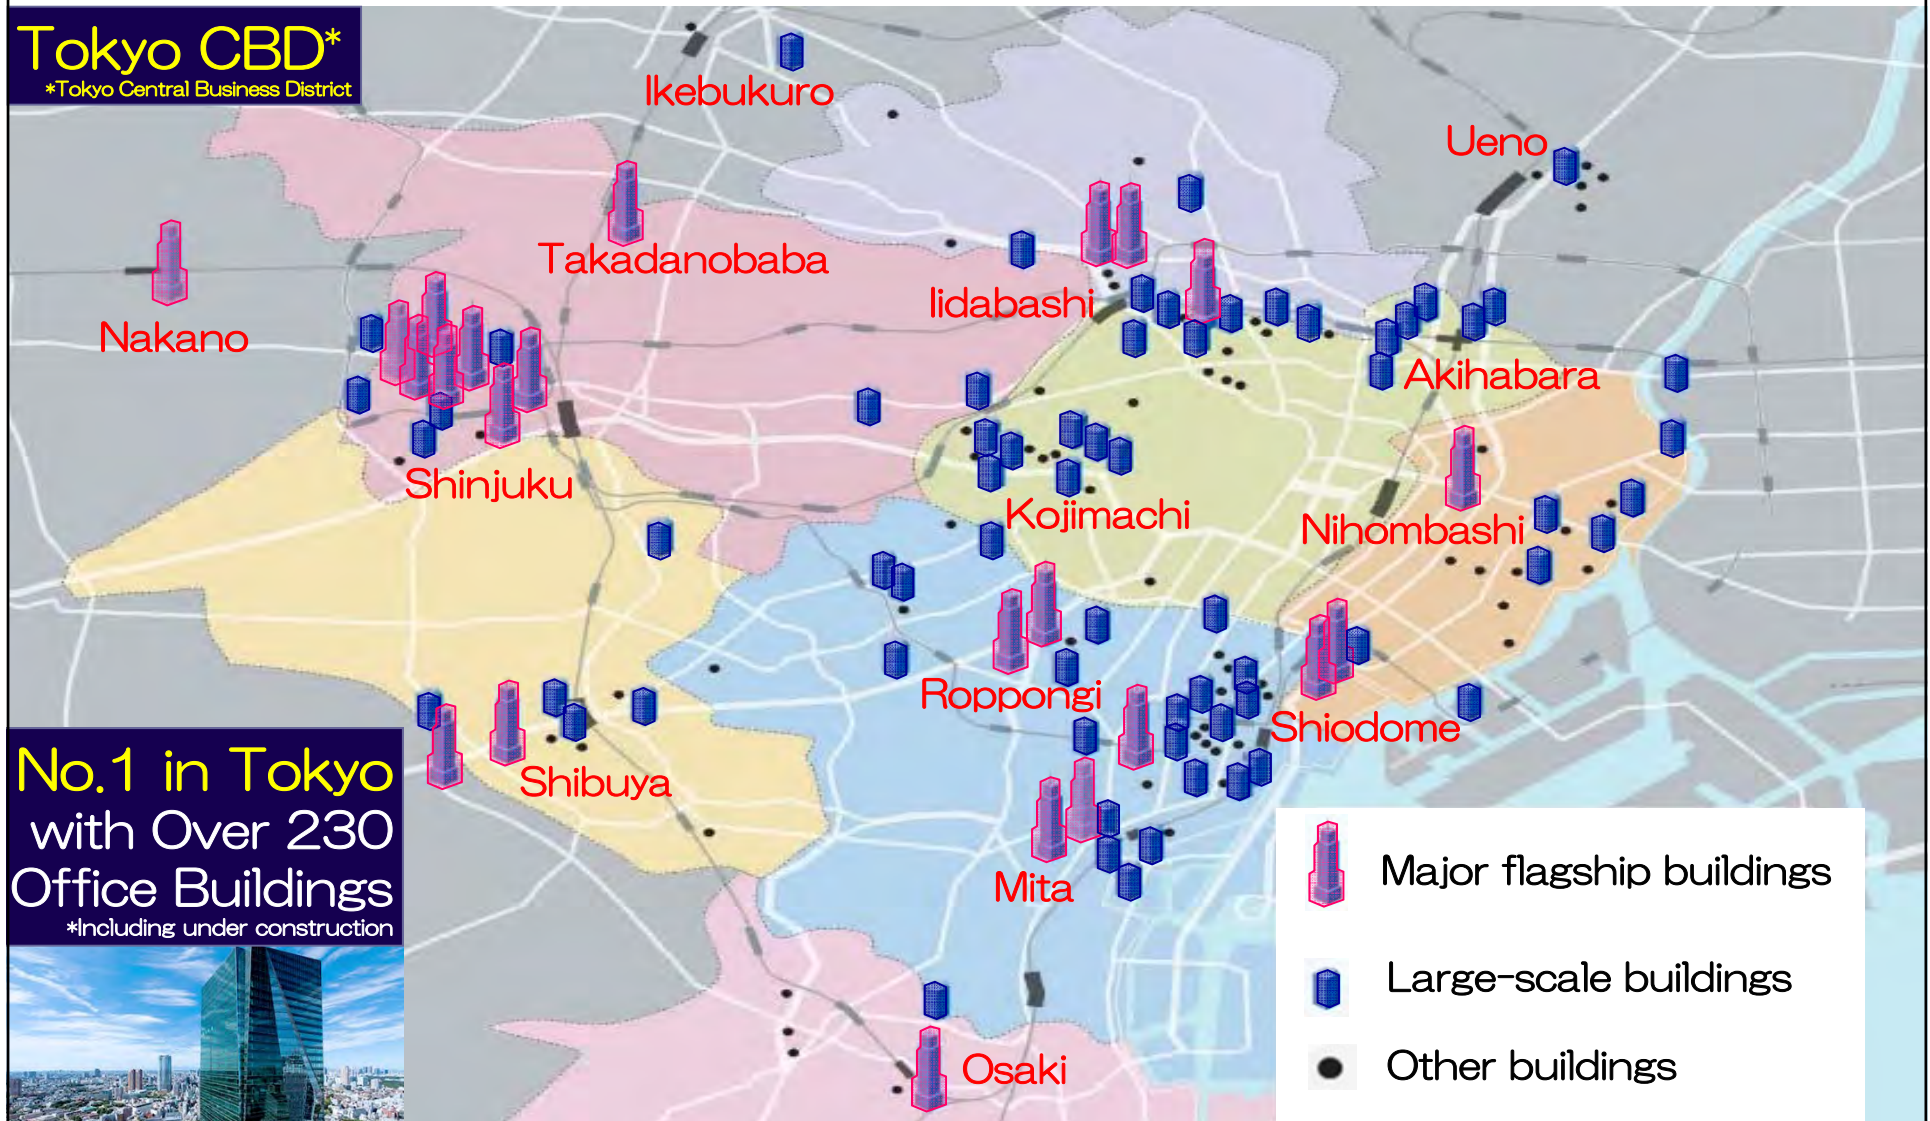 Tokyo CBD*
*Tokyo Central Business District
Ikebukuro
Ueno
Takadanobaba
Nakano
Iidabashi
Akihabara
Shinjuku
Kojimachi
Nihombashi
Roppongi
Shiodome
Shibuya
Mita
Osaki
No.1 in Tokyo
with Over 230
Office Buildings
*Including under construction
Major flagship buildings
Large-scale buildings
Other buildings